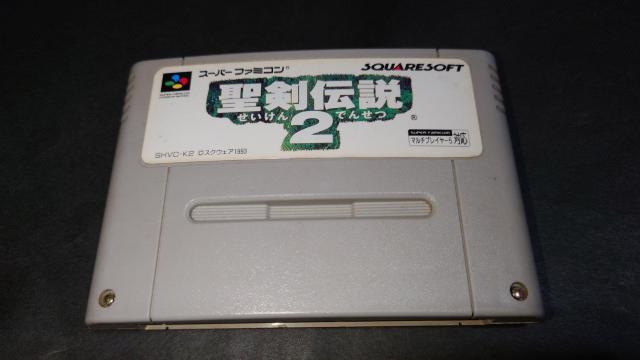 スーパーファミコン®
SQUARESOFT
聖剣伝説
せいけん でんせつ
2
®
SHVC-K2 ©スクウェア1993
SUPER FAMICOM
マルチプレイヤー5対応